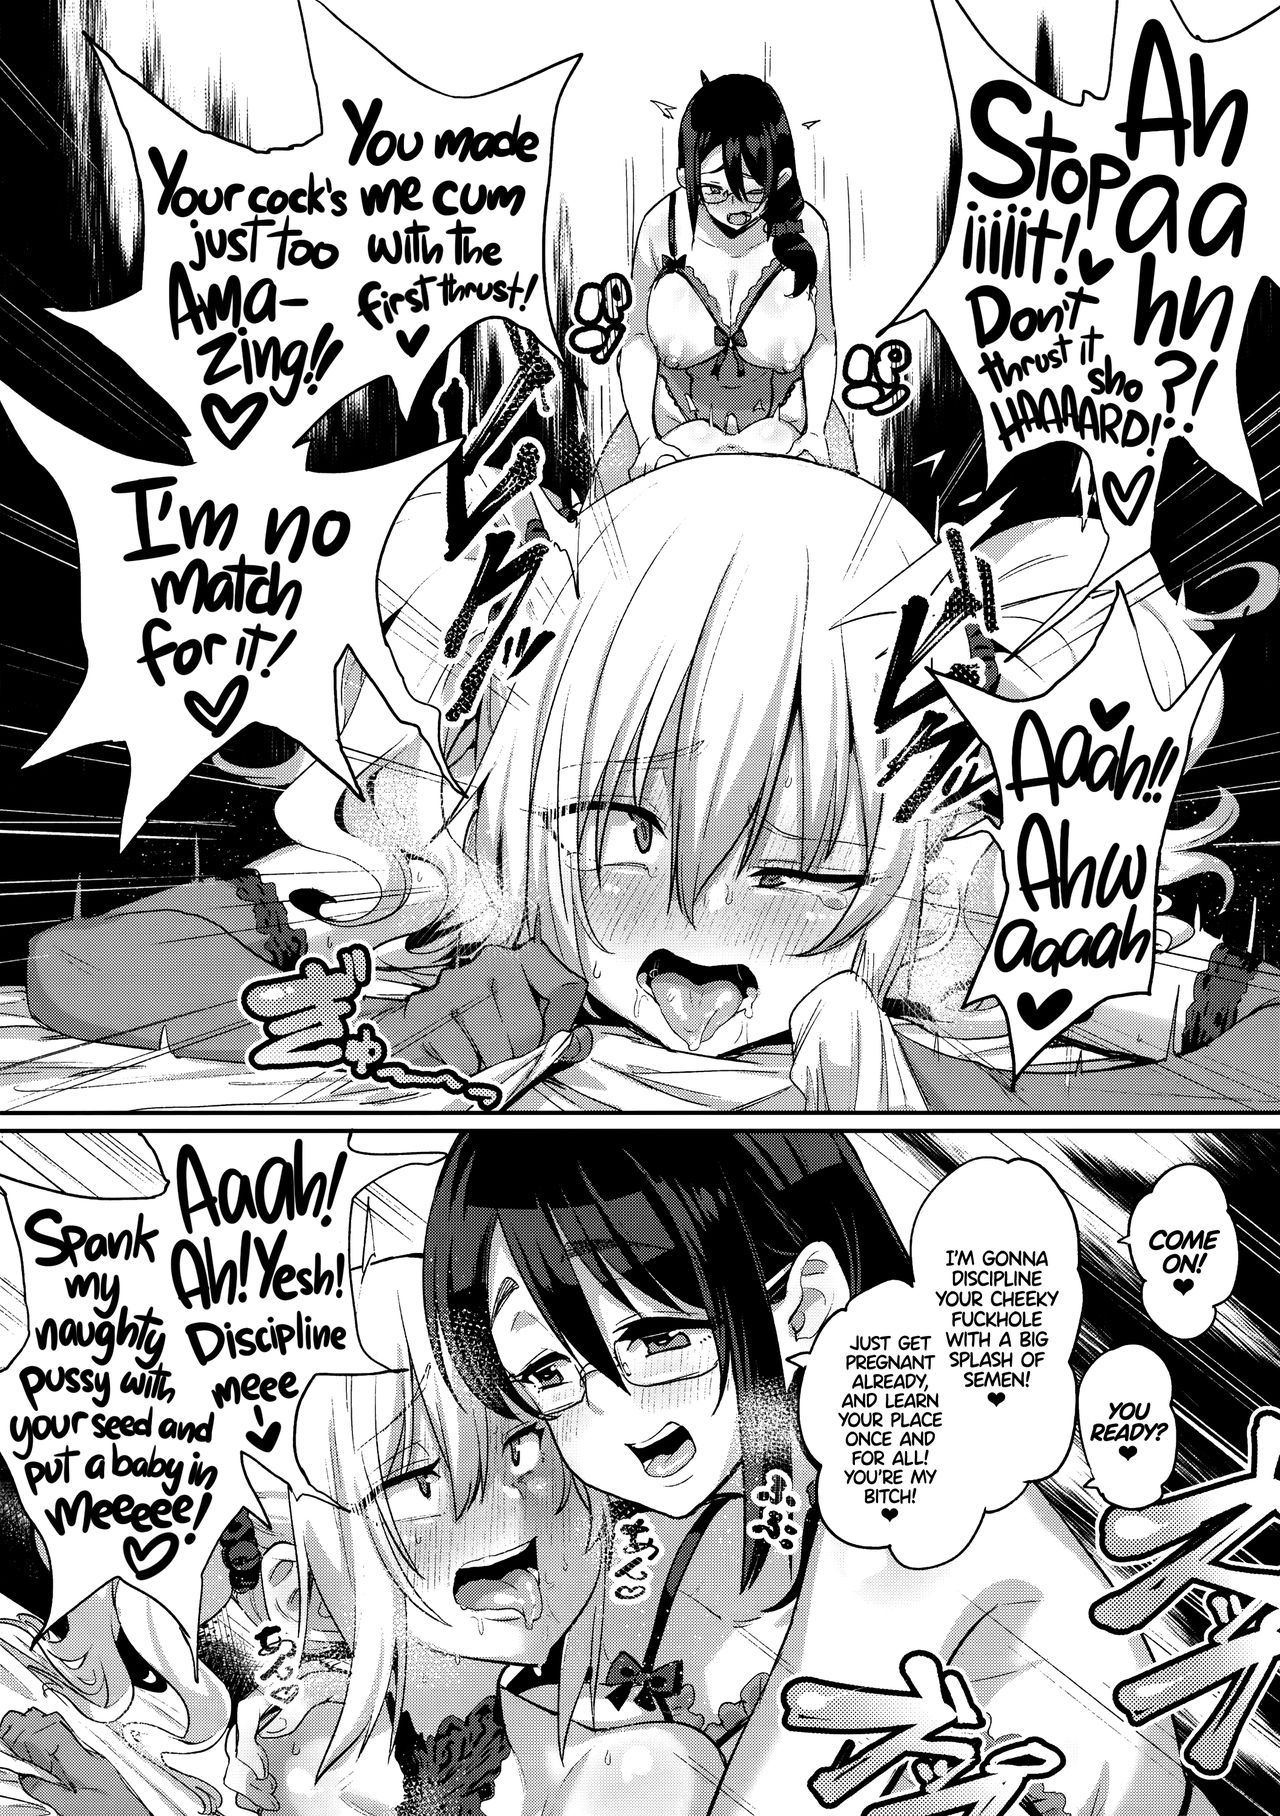 Ah
aa
hn
?!
Stop
iiiiit!♥
Don't
thrust it
sho
HAAAARD!
♥
You made
me cum
with the
first thrust!
♥
Your cock's
just too
Ama-
zing!!
♥
I'm no
match
for it!
♥
Aaah!!
♥
Ahw
aaaah
♥
ぎゅ〜〜
COME
ON!
♥
YOU
READY?
♥
I'M GONNA
DISCIPLINE
YOUR CHEEKY
FUCKHOLE
WITH A BIG
SPLASH OF
SEMEN!
♥
JUST GET
PREGNANT
ALREADY,
AND LEARN
YOUR PLACE
ONCE AND
FOR ALL!
YOU'RE MY
BITCH!
♥
Aaah!
Ah! Yesh!
Discipline
meee
♥
Spank
my
naughty
pussy with
your seed and
put a baby in
meeeee!
♥